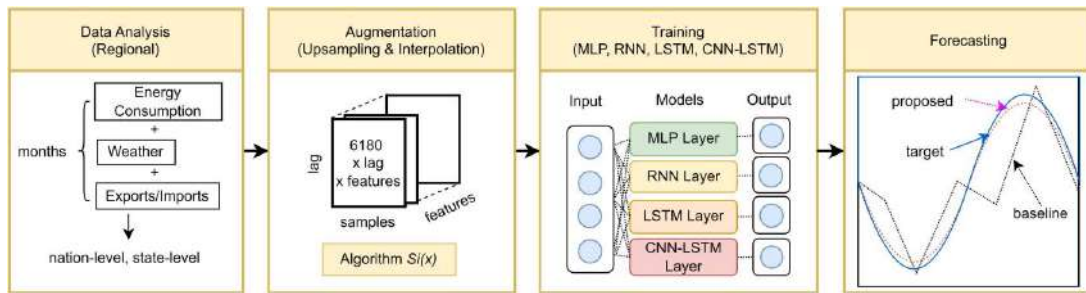 Data Analysis
(Regional)
Energy
Consumption
+
months
Weather
+
Exports/Imports
nation-level, state-level
Augmentation
(Upsampling & Interpolation)
lag
6180
x lag
x features
samples
features
Algorithm Si(x)
Training
(MLP, RNN, LSTM, CNN-LSTM)
Input
Models
Output
MLP Layer
RNN Layer
LSTM Layer
CNN-LSTM
Layer
Forecasting
proposed
target
baseline